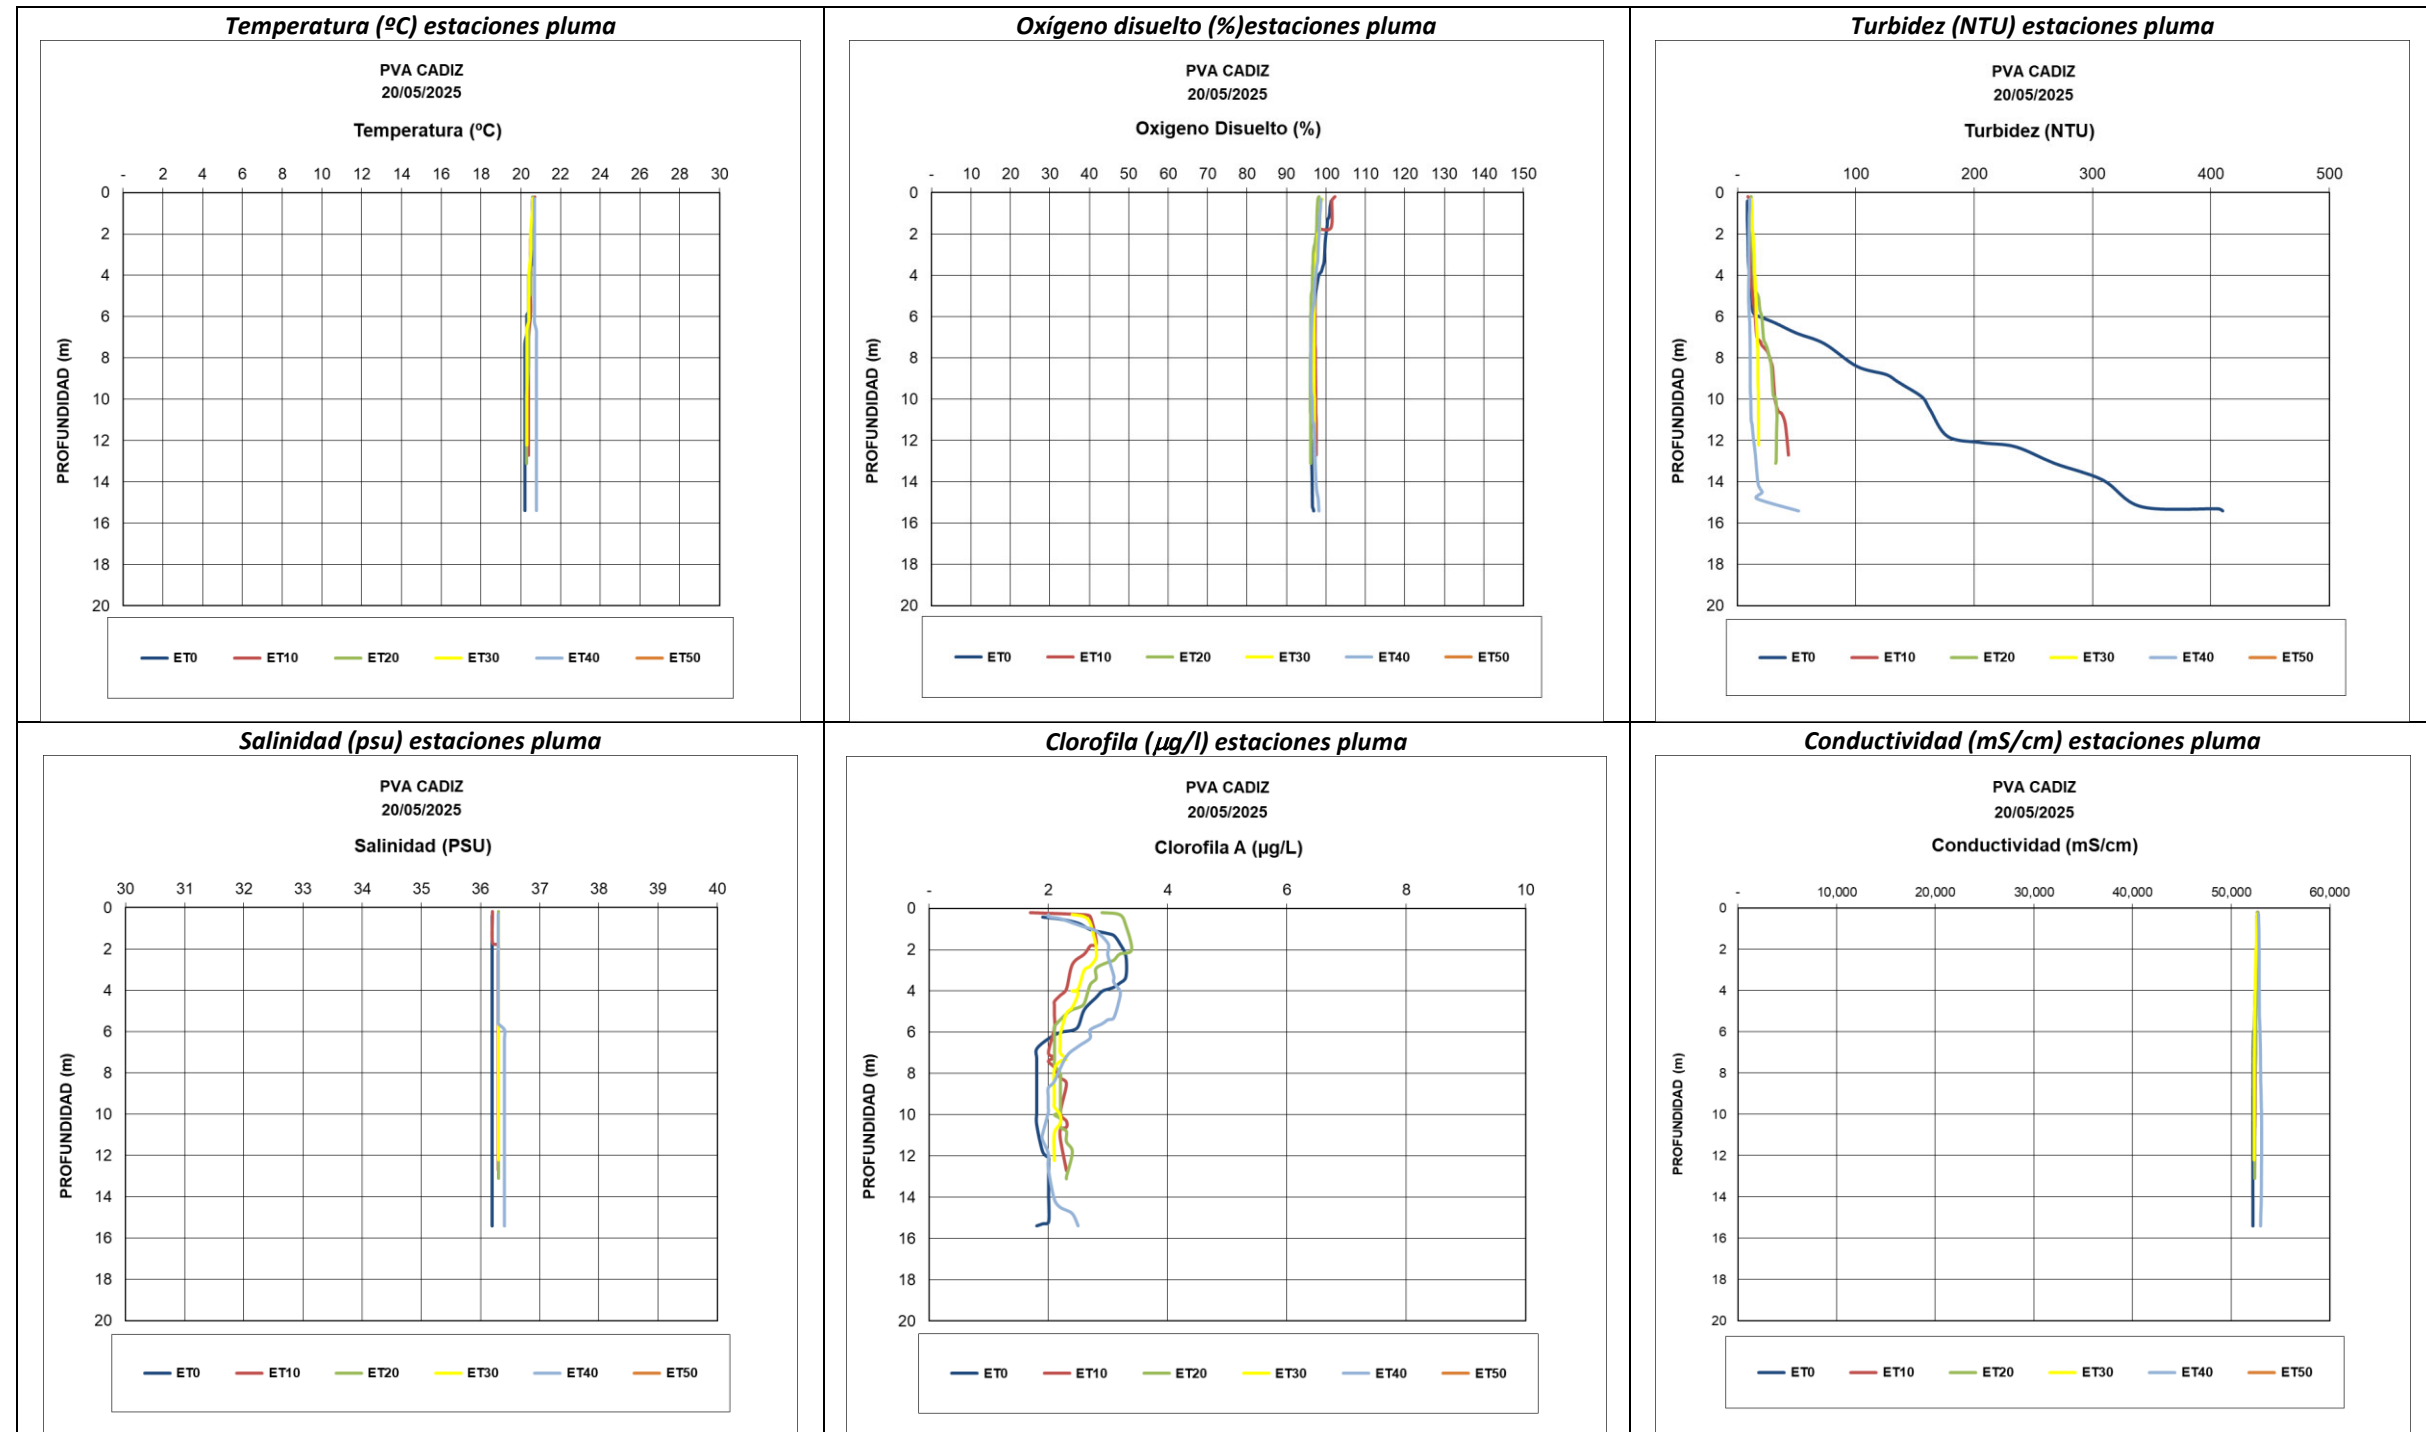 Temperatura (ºC) estaciones pluma
PVA CADIZ
20/05/2025
Temperatura (ºC)
- 2 4 6 8 10 12 14 16 18 20 22 24 26 28 30
0
2
4
6
8
10
12
14
16
18
20
PROFUNDIDAD (m)
ET0 ET10 ET20 ET30 ET40 ET50
Oxígeno disuelto (%)estaciones pluma
PVA CADIZ
20/05/2025
Oxigeno Disuelto (%)
- 10 20 30 40 50 60 70 80 90 100 110 120 130 140 150
0
2
4
6
8
10
12
14
16
18
20
PROFUNDIDAD (m)
ET0 ET10 ET20 ET30 ET40 ET50
Turbidez (NTU) estaciones pluma
PVA CADIZ
20/05/2025
Turbidez (NTU)
- 100 200 300 400 500
0
2
4
6
8
10
12
14
16
18
20
PROFUNDIDAD (m)
ET0 ET10 ET20 ET30 ET40 ET50
Salinidad (psu) estaciones pluma
PVA CADIZ
20/05/2025
Salinidad (PSU)
30 31 32 33 34 35 36 37 38 39 40
0
2
4
6
8
10
12
14
16
18
20
PROFUNDIDAD (m)
ET0 ET10 ET20 ET30 ET40 ET50
Clorofila (µg/l) estaciones pluma
PVA CADIZ
20/05/2025
Clorofila A (µg/L)
- 2 4 6 8 10
0
2
4
6
8
10
12
14
16
18
20
PROFUNDIDAD (m)
ET0 ET10 ET20 ET30 ET40 ET50
Conductividad (mS/cm) estaciones pluma
PVA CADIZ
20/05/2025
Conductividad (mS/cm)
- 10,000 20,000 30,000 40,000 50,000 60,000
0
2
4
6
8
10
12
14
16
18
20
PROFUNDIDAD (m)
ET0 ET10 ET20 ET30 ET40 ET50